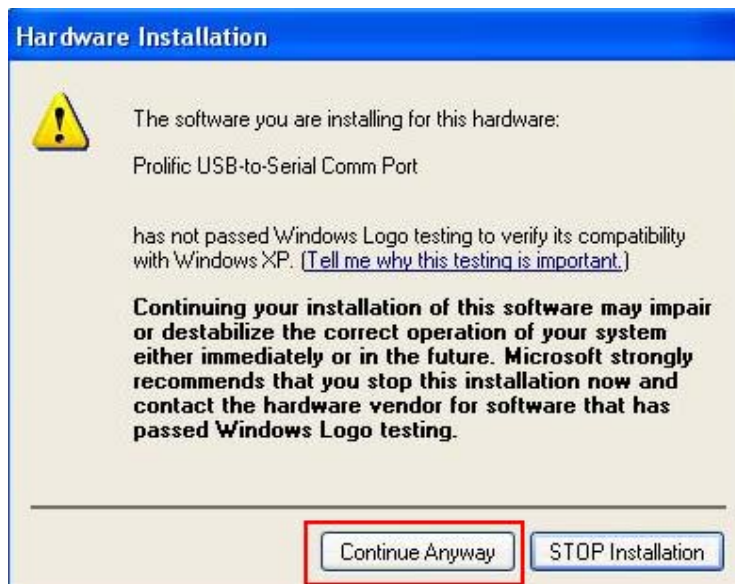 Hardware Installation
The software you are installing for this hardware:
Prolific USB-to-Serial Comm Port
has not passed Windows Logo testing to verify its compatibility
with Windows XP. (Tell me why this testing is important.)
Continuing your installation of this software may impair
or destabilize the correct operation of your system
either immediately or in the future. Microsoft strongly
recommends that you stop this installation now and
contact the hardware vendor for software that has
passed Windows Logo testing.
Continue Anyway STOP Installation